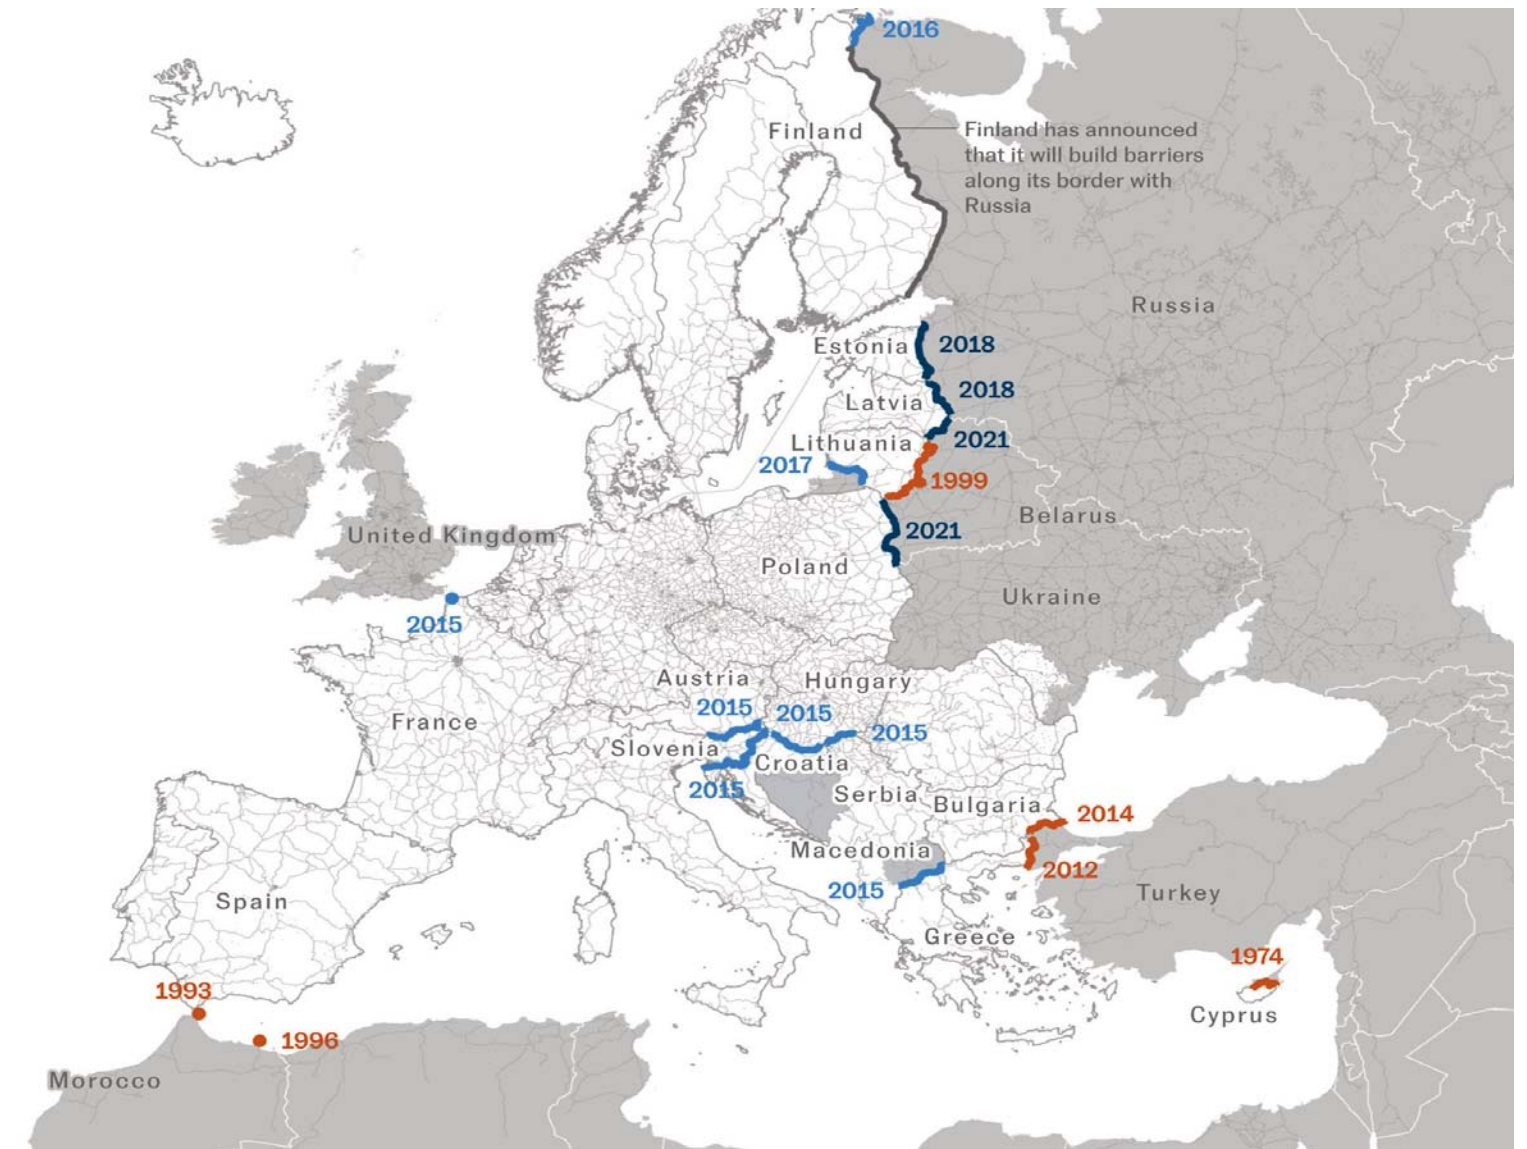 2016
Finland
Finland has announced
that it will build barriers
along its border with
Russia
Russia
Estonia
2018
2018
Latvia
2021
Lithuania
2017
1999
Belarus
2021
United Kingdom
Poland
Ukraine
2015
Austria
Hungary
2015
2015
2015
France
Slovenia
Croatia
2015
Serbia
Bulgaria
2014
Macedonia
2012
2015
Turkey
Spain
Greece
1974
1993
Cyprus
1996
Morocco